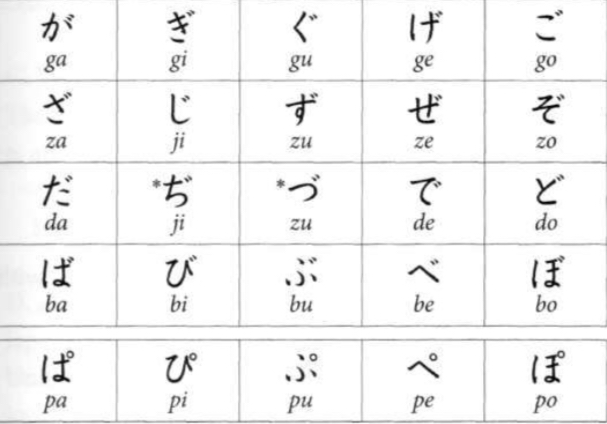 が ぎ ぐ げ ご
ga gi gu ge go
ざ じ ず ぜ ぞ
za ji zu ze zo
だ *ぢ *づ で ど
da ji zu de do
ば び ぶ べ ぼ
ba bi bu be bo
ぱ ぴ ぷ ぺ ぽ
pa pi pu pe po